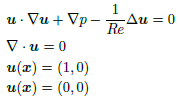 u · ∇u + ∇p − 1/Re Δu = 0
∇ · u = 0
u(x) = (1, 0)
u(x) = (0, 0)